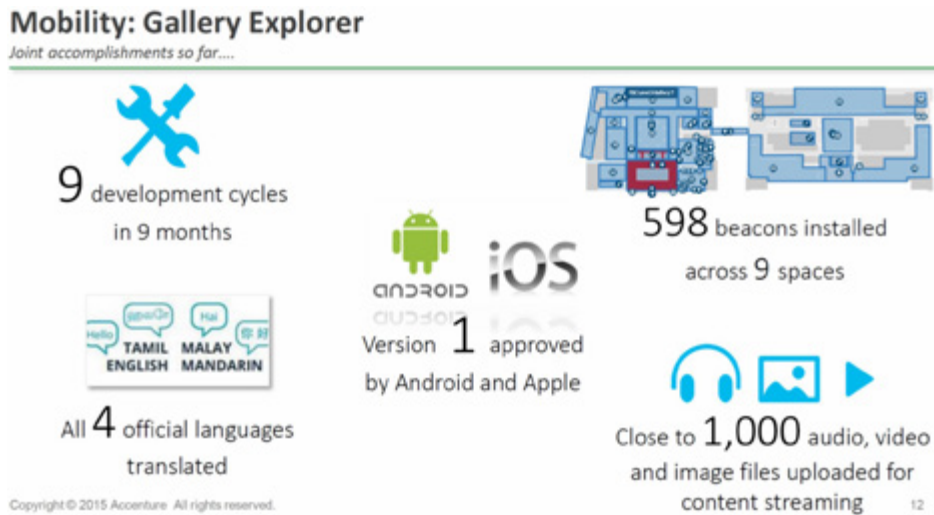 Mobility: Gallery Explorer
Joint accomplishments so far....
9 development cycles
in 9 months
598 beacons installed
across 9 spaces
ANDROID
iOS
Version 1 approved
by Android and Apple
Hello
Hai
你好
TAMIL MALAY
ENGLISH MANDARIN
All 4 official languages
translated
Close to 1,000 audio, video
and image files uploaded for
content streaming
Copyright © 2015 Accenture All rights reserved.
12